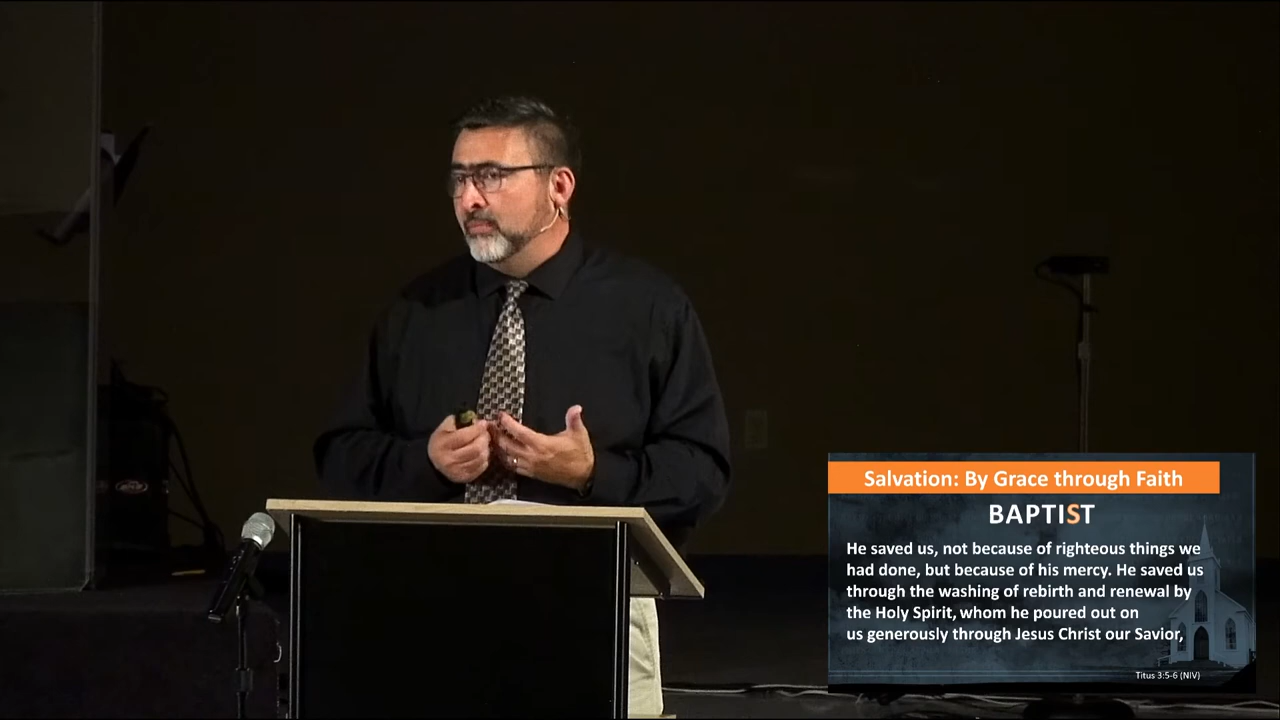 Salvation: By Grace through Faith
BAPTIST
He saved us, not because of righteous things we
had done, but because of his mercy. He saved us
through the washing of rebirth and renewal by
the Holy Spirit, whom he poured out on
us generously through Jesus Christ our Savior,
Titus 3:5-6 (NIV)